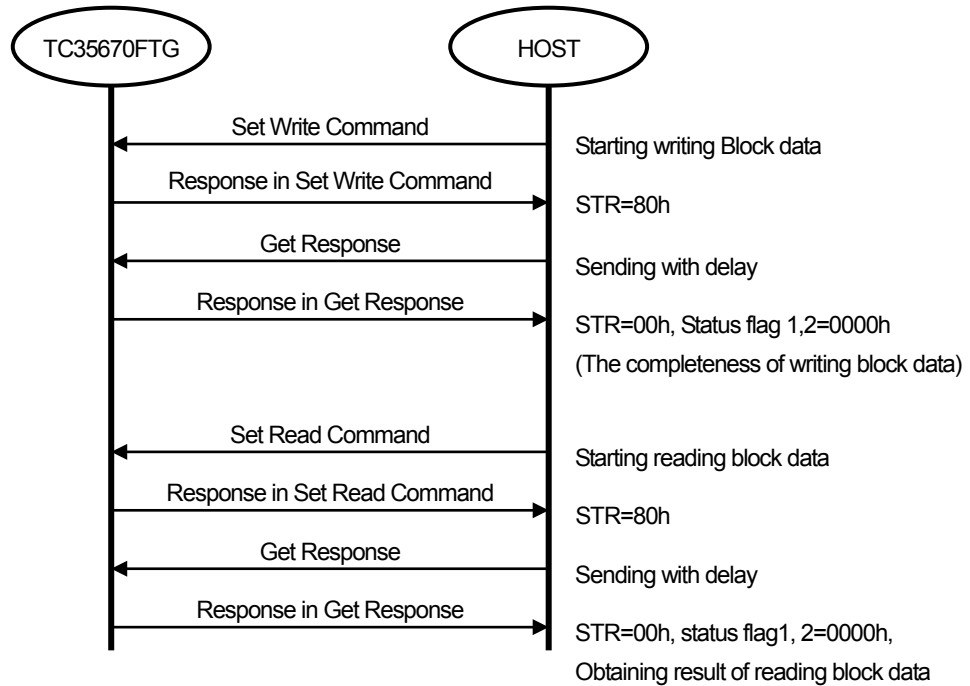 TC35670FTG
HOST
Set Write Command
Starting writing Block data
Response in Set Write Command
STR=80h
Get Response
Sending with delay
Response in Get Response
STR=00h, Status flag 1,2=0000h
(The completeness of writing block data)
Set Read Command
Starting reading block data
Response in Set Read Command
STR=80h
Get Response
Sending with delay
Response in Get Response
STR=00h, status flag1, 2=0000h,
Obtaining result of reading block data